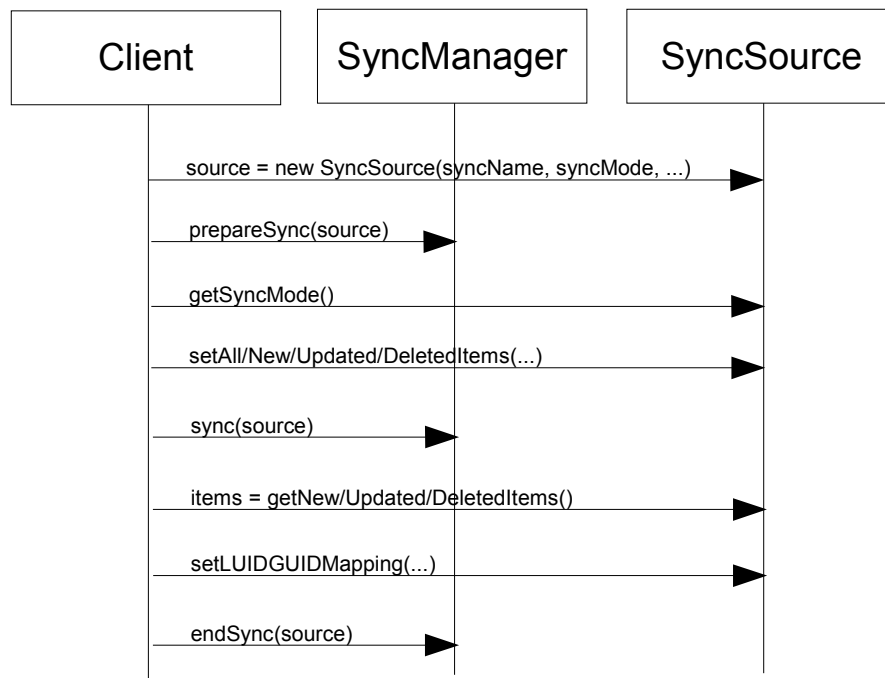 Client
SyncManager
SyncSource
source = new SyncSource(syncName, syncMode, ...)
prepareSync(source)
getSyncMode()
setAll/New/Updated/DeletedItems(...)
sync(source)
items = getNew/Updated/DeletedItems()
setLUIDGUIDMapping(...)
endSync(source)